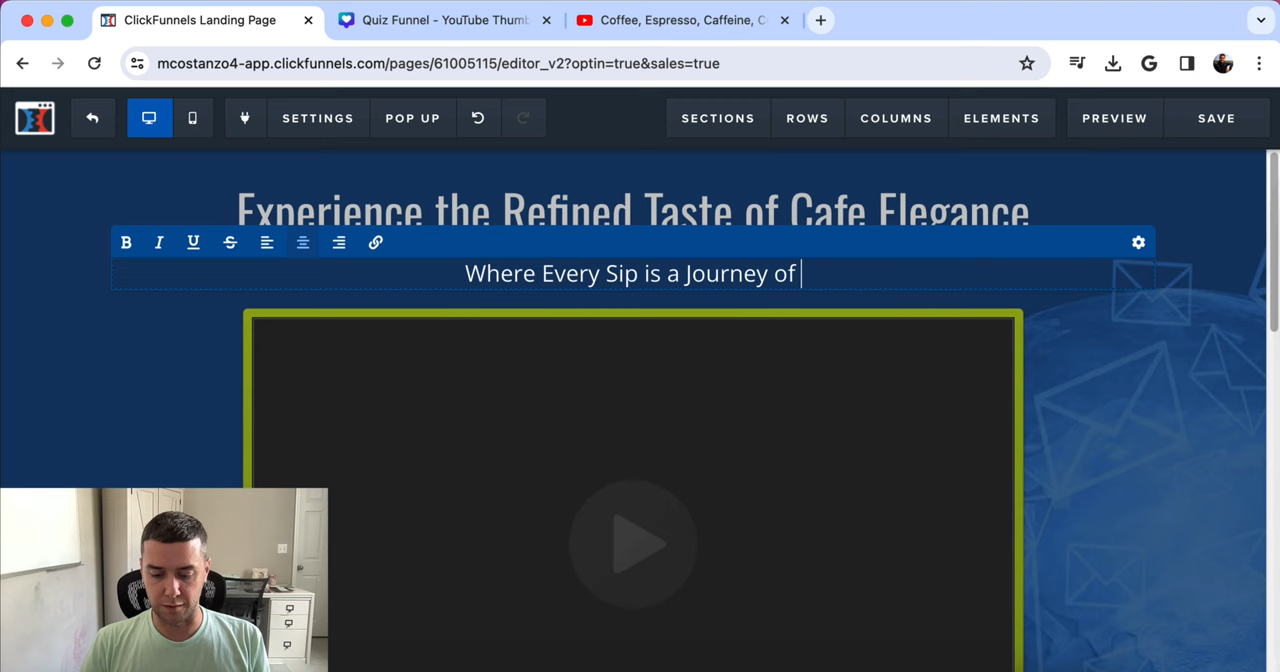 ClickFunnels Landing Page
Quiz Funnel - YouTube Thumb
Coffee, Espresso, Caffeine, C
mcostanzo4-app.clickfunnels.com/pages/61005115/editor_v2?optin=true&sales=true
SETTINGS
POP UP
SECTIONS
ROWS
COLUMNS
ELEMENTS
PREVIEW
SAVE
Experience the Refined Taste of Cafe Elegance
B I U S
Where Every Sip is a Journey of